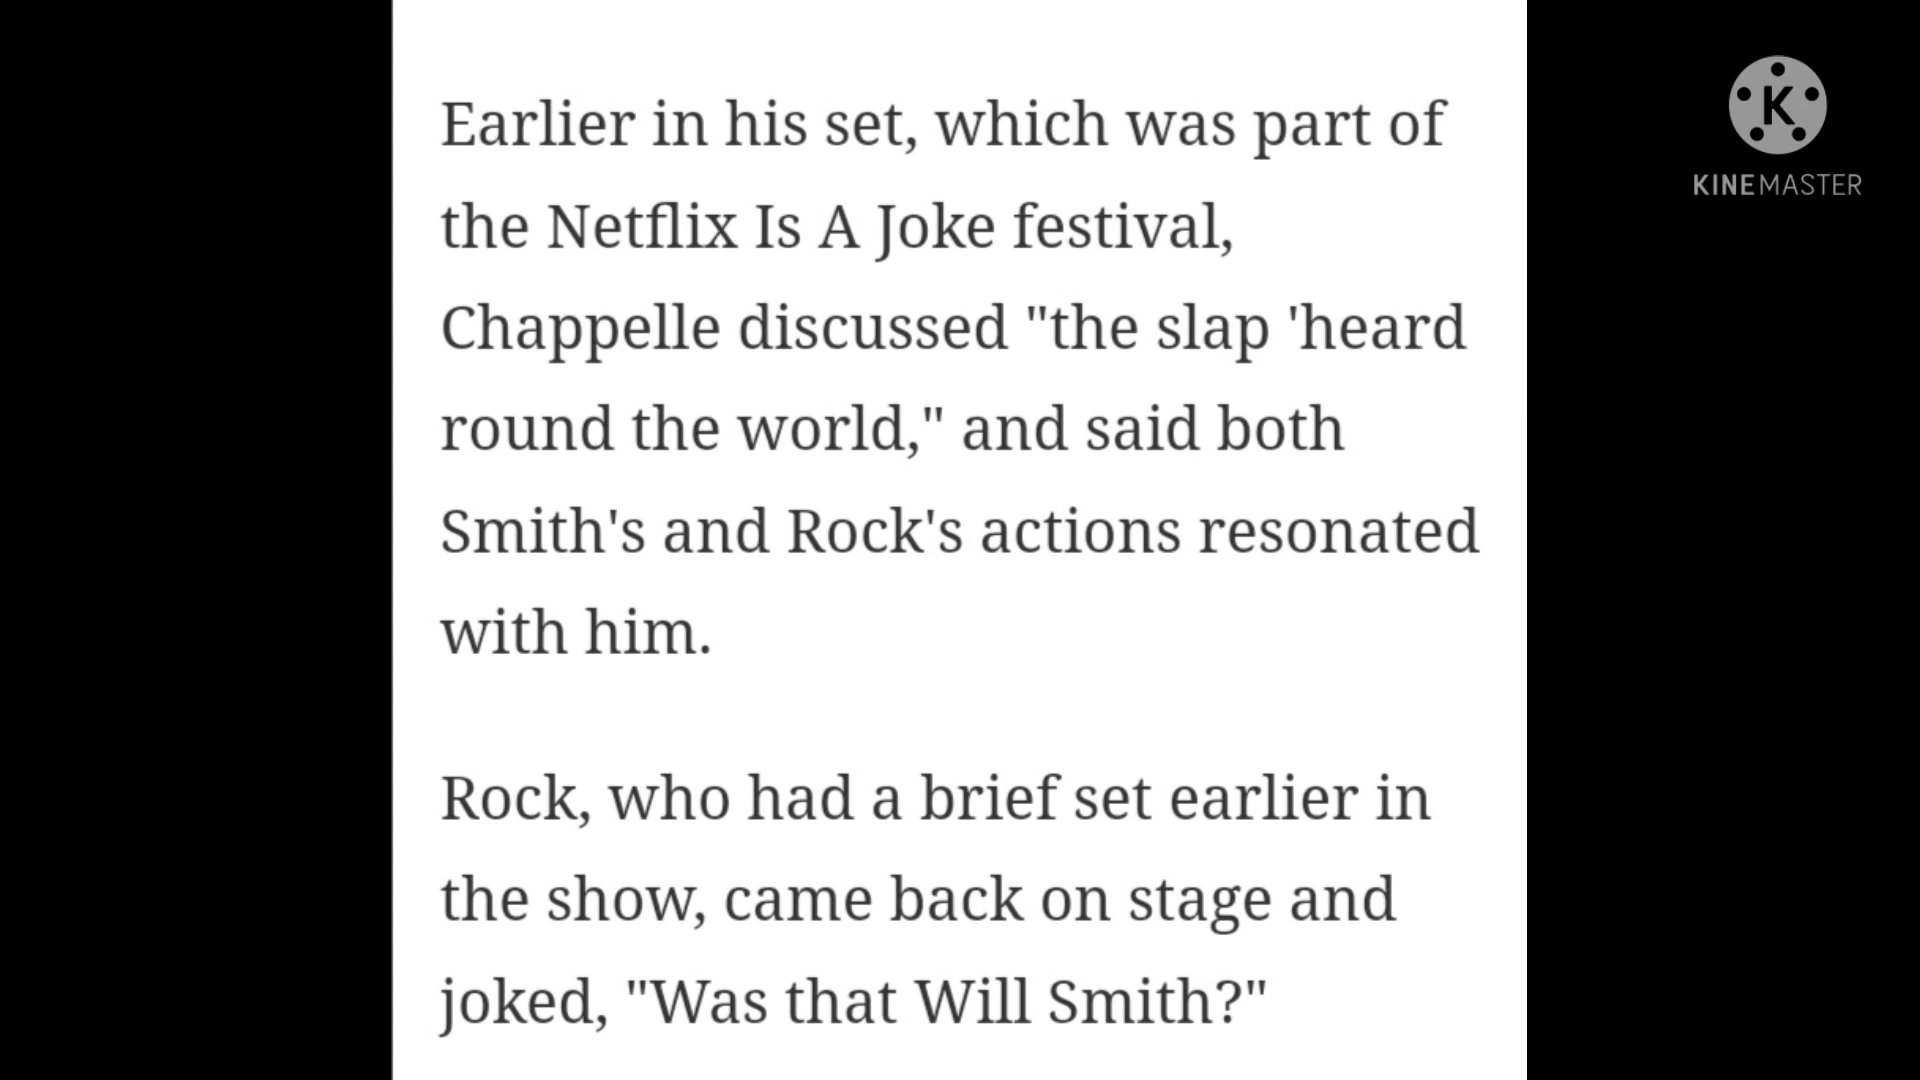 Earlier in his set, which was part of
the Netflix Is A Joke festival,
Chappelle discussed "the slap 'heard
round the world," and said both
Smith's and Rock's actions resonated
with him.
Rock, who had a brief set earlier in
the show, came back on stage and
joked, "Was that Will Smith?"
K
KINEMASTER